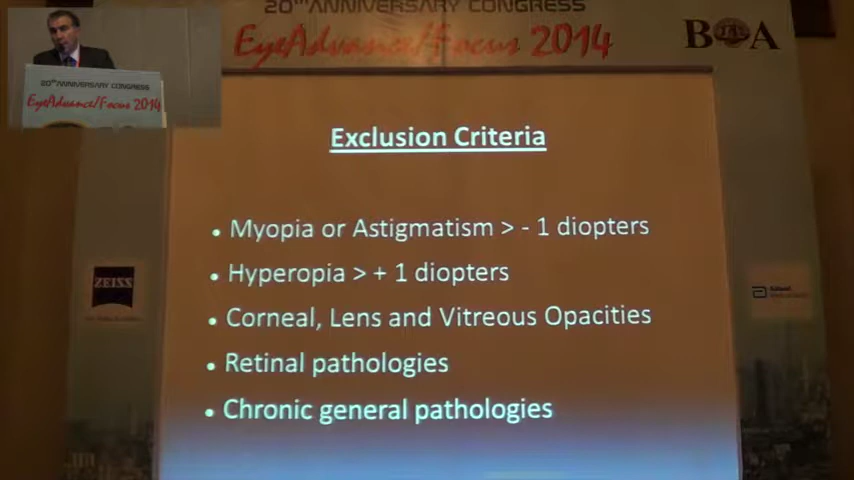 20TH ANNIVERSARY CONGRESS
EyeAdvance/Focus 2014
BOA
20TH ANNIVERSARY CONGRESS
EyeAdvance/Focus 2014
Exclusion Criteria
• Myopia or Astigmatism > - 1 diopters
• Hyperopia > + 1 diopters
• Corneal, Lens and Vitreous Opacities
• Retinal pathologies
• Chronic general pathologies
ZEISS